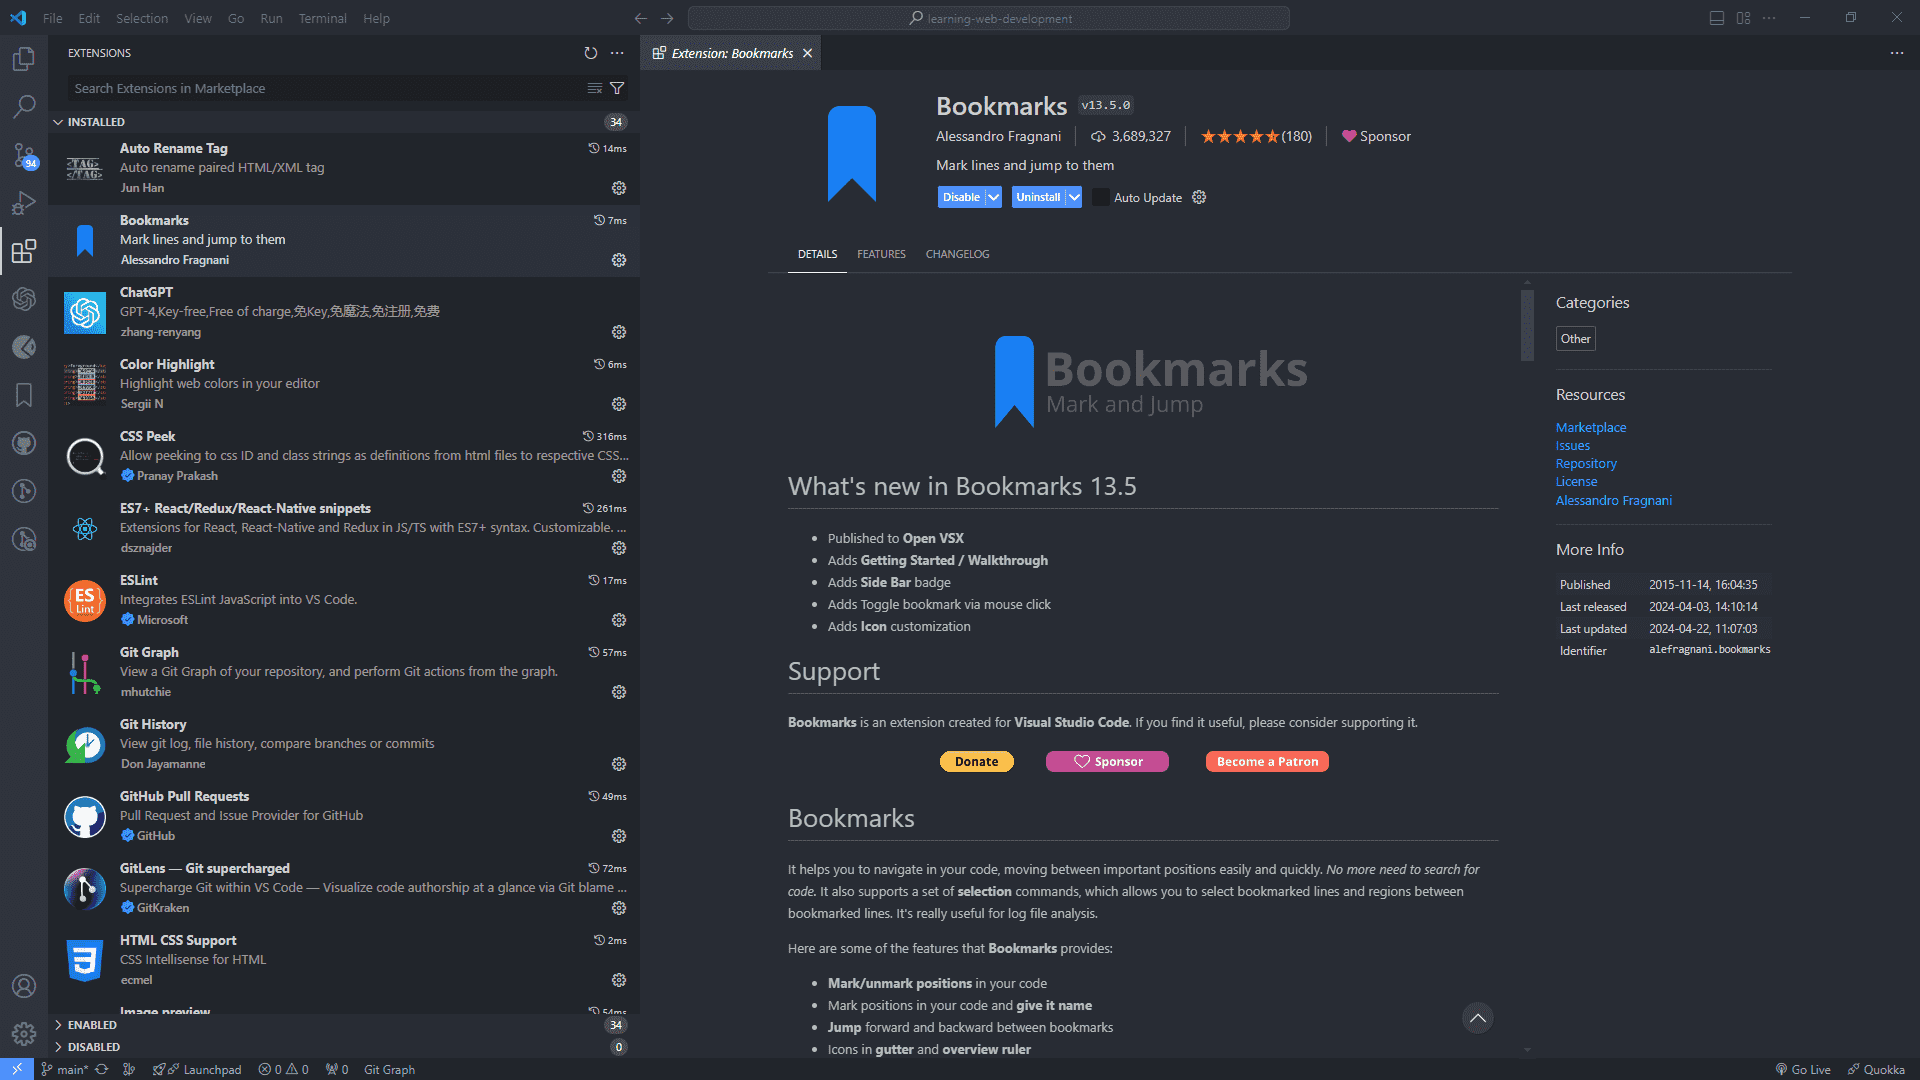 File Edit Selection View Go Run Terminal Help
learning-web-development
EXTENSIONS
Search Extensions in Marketplace
INSTALLED 34
Auto Rename Tag 14ms
Auto rename paired HTML/XML tag
Jun Han
Bookmarks 7ms
Mark lines and jump to them
Alessandro Fragnani
ChatGPT
GPT-4,Key-free,Free of charge,免Key,免魔法,免注册,免费
zhang-renyang
Color Highlight 6ms
Highlight web colors in your editor
Sergii N
CSS Peek 316ms
Allow peeking to css ID and class strings as definitions from html files to respective CSS...
Pranay Prakash
ES7+ React/Redux/React-Native snippets 261ms
Extensions for React, React-Native and Redux in JS/TS with ES7+ syntax. Customizable. ...
dsznajder
ESLint 17ms
Integrates ESLint JavaScript into VS Code.
Microsoft
Git Graph 57ms
View a Git Graph of your repository, and perform Git actions from the graph.
mhutchie
Git History
View git log, file history, compare branches or commits
Don Jayamanne
GitHub Pull Requests 49ms
Pull Request and Issue Provider for GitHub
GitHub
GitLens — Git supercharged 72ms
Supercharge Git within VS Code — Visualize code authorship at a glance via Git blame ...
GitKraken
HTML CSS Support 2ms
CSS Intellisense for HTML
ecmel
Image preview 54ms
ENABLED 34
DISABLED 0
94
<TAG>
</TAG>
ES
Lint
Extension: Bookmarks
Bookmarks v13.5.0
Alessandro Fragnani 3,689,327 (180) Sponsor
Mark lines and jump to them
Disable Uninstall Auto Update
DETAILS FEATURES CHANGELOG
Bookmarks
Mark and Jump
What's new in Bookmarks 13.5
Published to Open VSX
Adds Getting Started / Walkthrough
Adds Side Bar badge
Adds Toggle bookmark via mouse click
Adds Icon customization
Support
Bookmarks is an extension created for Visual Studio Code. If you find it useful, please consider supporting it.
Donate Sponsor Become a Patron
Bookmarks
It helps you to navigate in your code, moving between important positions easily and quickly. No more need to search for
code. It also supports a set of selection commands, which allows you to select bookmarked lines and regions between
bookmarked lines. It's really useful for log file analysis.
Here are some of the features that Bookmarks provides:
Mark/unmark positions in your code
Mark positions in your code and give it name
Jump forward and backward between bookmarks
Icons in gutter and overview ruler
Categories
Other
Resources
Marketplace
Issues
Repository
License
Alessandro Fragnani
More Info
Published 2015-11-14, 16:04:35
Last released 2024-04-03, 14:10:14
Last updated 2024-04-22, 11:07:03
Identifier alefragnani.bookmarks
main* Launchpad 0 0 0 Git Graph Go Live Quokka